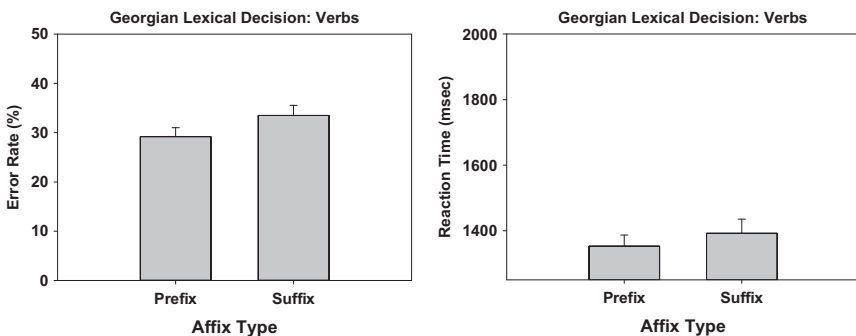 Georgian Lexical Decision: Verbs
50
40
30
20
10
0
Error Rate (%)
Prefix
Suffix
Affix Type
Georgian Lexical Decision: Verbs
2000
1800
1600
1400
Reaction Time (msec)
Prefix
Suffix
Affix Type